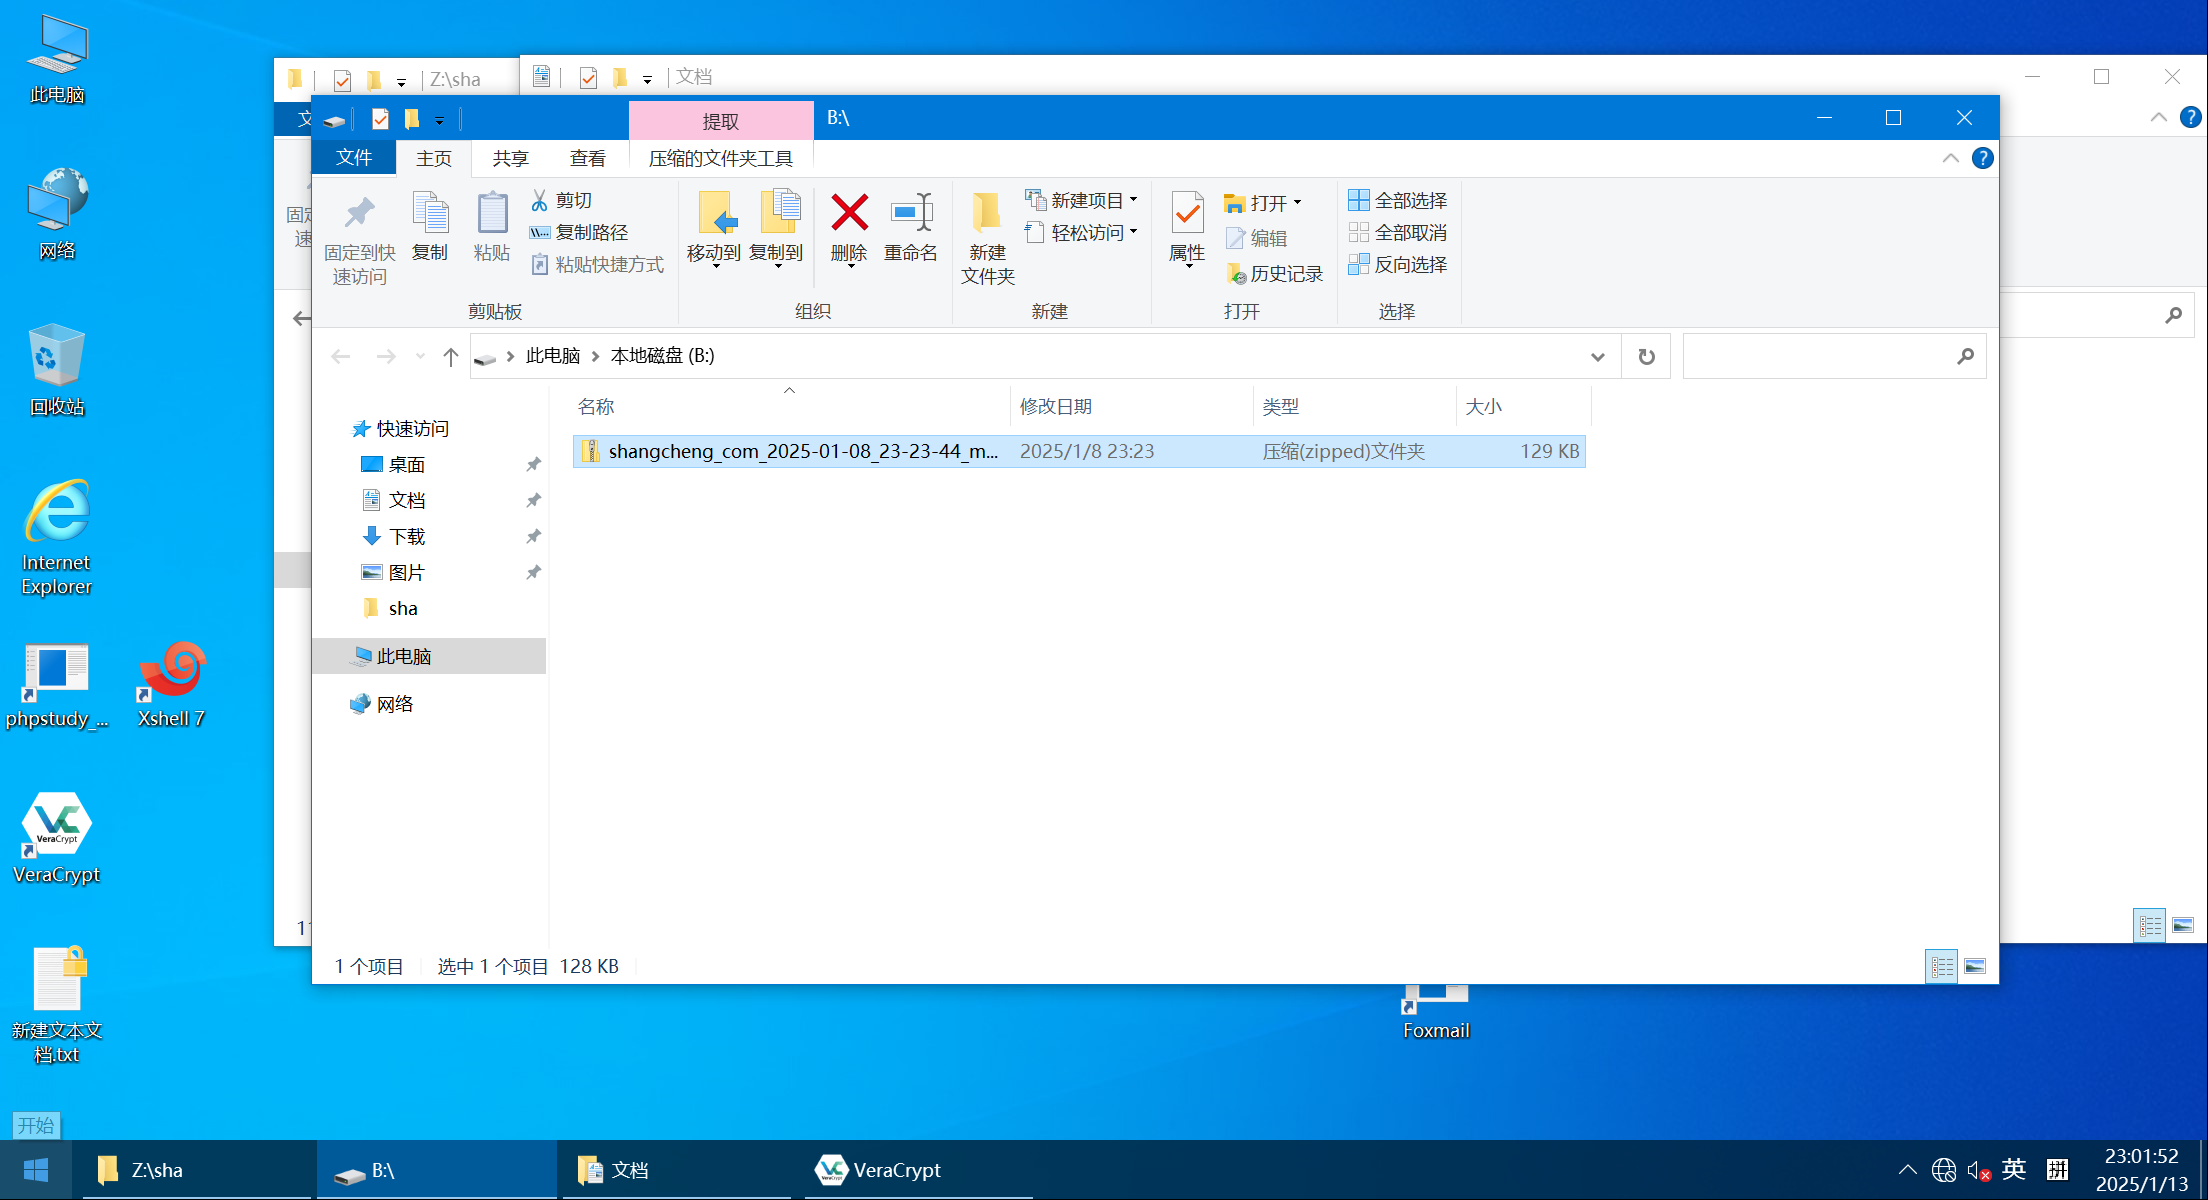 此电脑
网络
回收站
Internet
Explorer
phpstudy_...
Xshell 7
VeraCrypt
VeraCrypt
新建文本文
档.txt
Foxmail
Z:\sha
文档
提取
B:\
文件
主页
共享
查看
压缩的文件夹工具
固定到快
速访问
复制
粘贴
剪切
复制路径
粘贴快捷方式
剪贴板
移动到
复制到
删除
重命名
组织
新建
文件夹
新建项目
轻松访问
新建
属性
打开
编辑
历史记录
打开
全部选择
全部取消
反向选择
选择
此电脑
本地磁盘 (B:)
名称
修改日期
类型
大小
shangcheng_com_2025-01-08_23-23-44_m...
2025/1/8 23:23
压缩(zipped)文件夹
129 KB
快速访问
桌面
文档
下载
图片
sha
此电脑
网络
1 个项目
选中 1 个项目 128 KB
开始
Z:\sha
B:\
文档
VeraCrypt
英
拼
23:01:52
2025/1/13